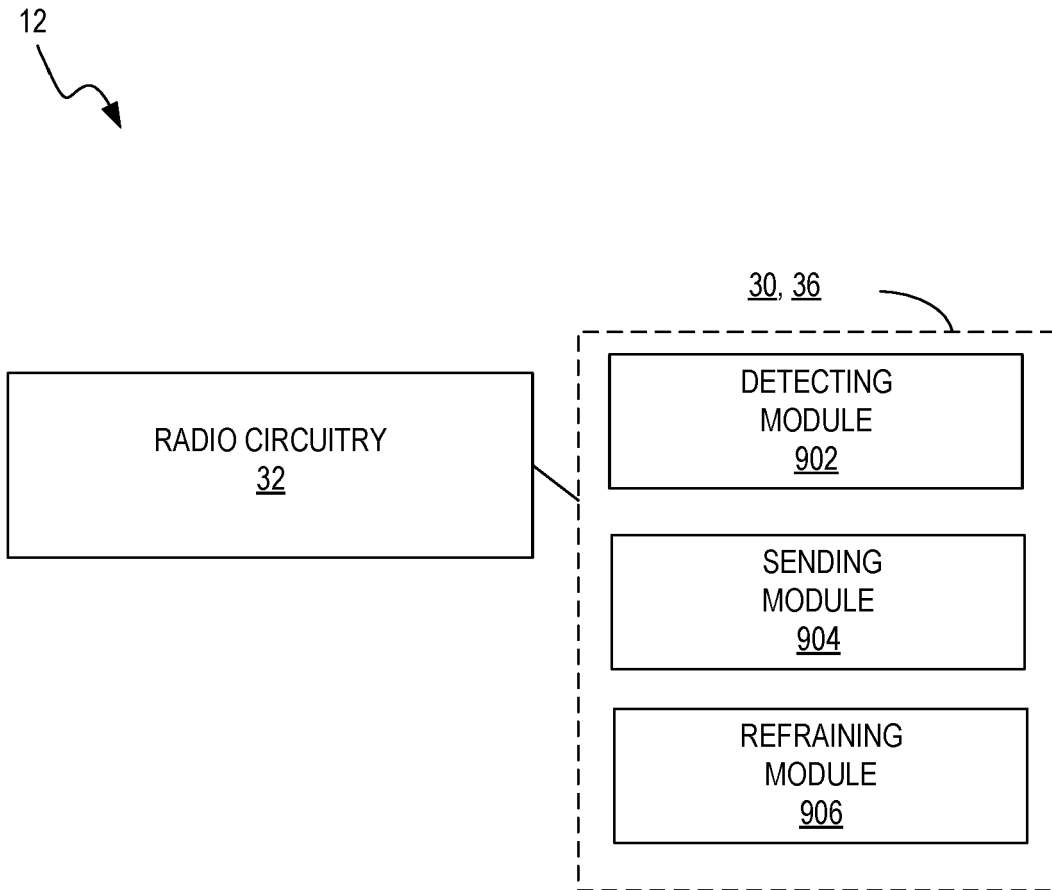 12
30, 36
RADIO CIRCUITRY
32
DETECTING
MODULE
902
SENDING
MODULE
904
REFRAINING
MODULE
906